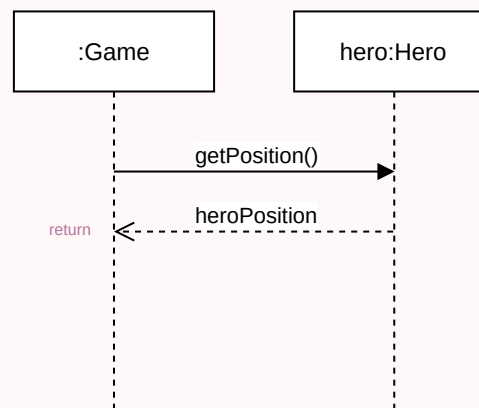 :Game
hero:Hero
getPosition()
heroPosition
return